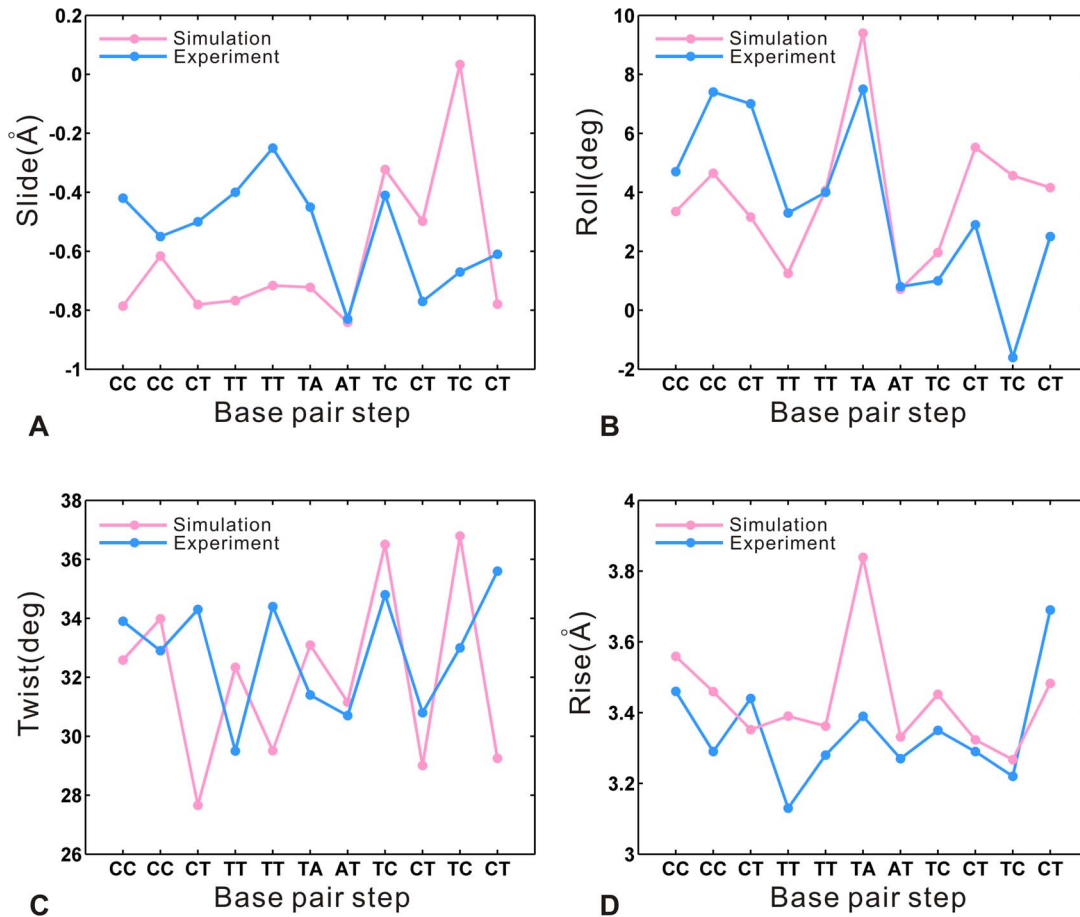 0.2
0
-0.2
-0.4
-0.6
-0.8
-1
Slide(Å)
Simulation
Experiment
CC CC CT TT TT TA AT TC CT TC CT
Base pair step
A
10
8
6
4
2
0
-2
Roll(deg)
Simulation
Experiment
CC CC CT TT TT TA AT TC CT TC CT
Base pair step
B
38
36
34
32
30
28
26
Twist(deg)
Simulation
Experiment
CC CC CT TT TT TA AT TC CT TC CT
Base pair step
C
4
3.8
3.6
3.4
3.2
3
Rise(Å)
Simulation
Experiment
CC CC CT TT TT TA AT TC CT TC CT
Base pair step
D